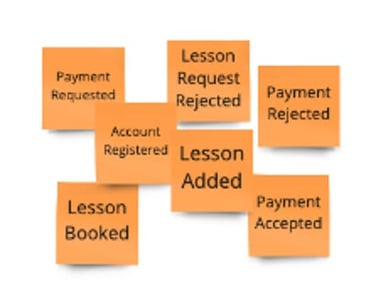 Payment
Requested
Lesson
Request
Rejected
Payment
Rejected
Account
Registered
Lesson
Added
Lesson
Booked
Payment
Accepted